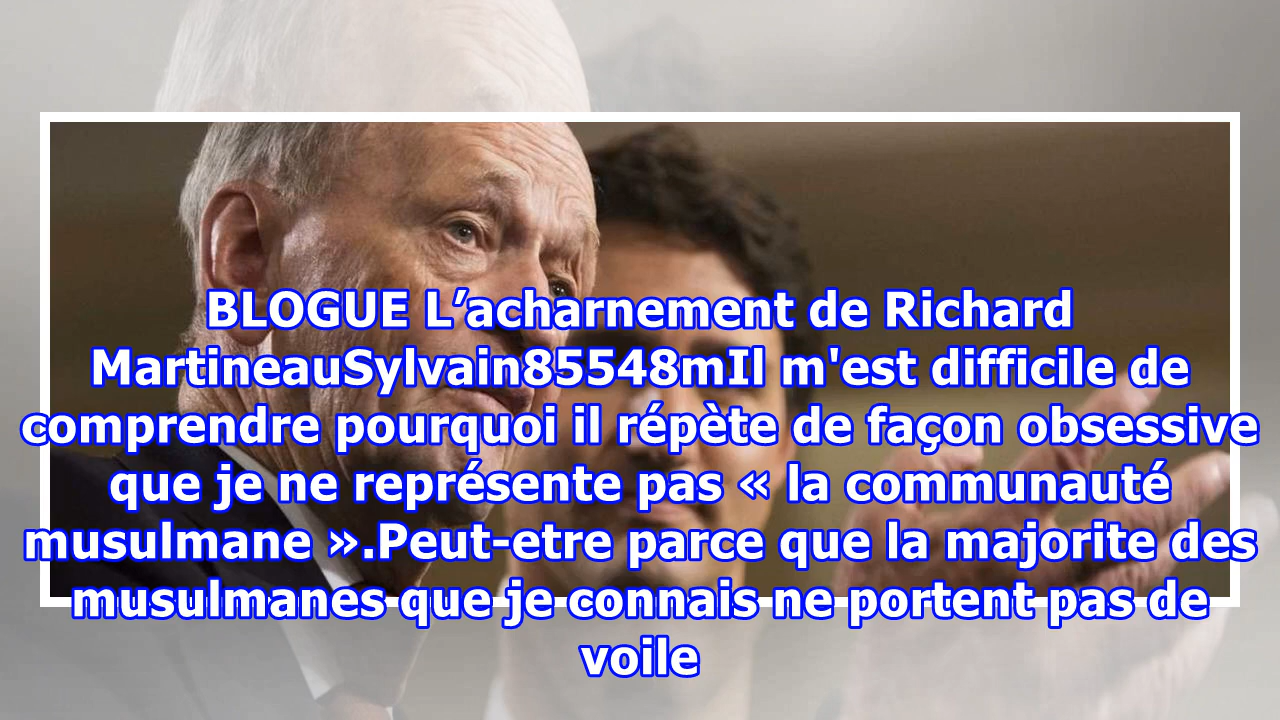 BLOGUE L’acharnement de Richard
MartineauSylvain85548mIl m'est difficile de
comprendre pourquoi il répète de façon obsessive
que je ne représente pas « la communauté
musulmane ».Peut-etre parce que la majorite des
musulmanes que je connais ne portent pas de
voile